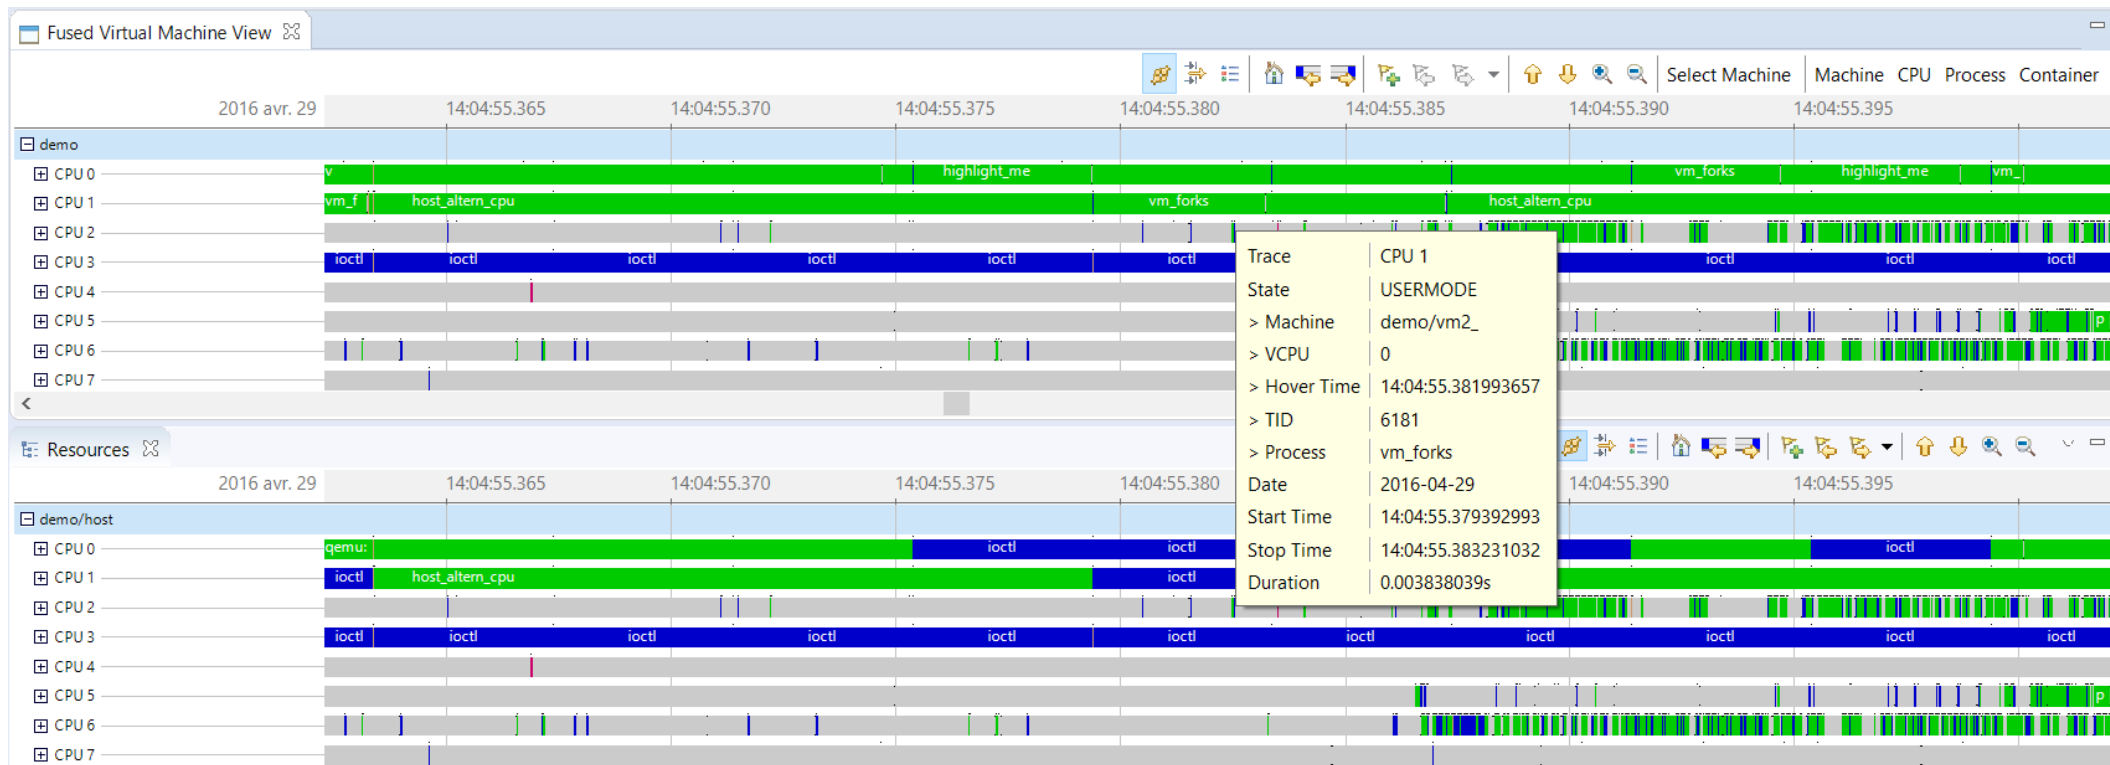 Fused Virtual Machine View
Select Machine Machine CPU Process Container
2016 avr. 29 14:04:55.365 14:04:55.370 14:04:55.375 14:04:55.380 14:04:55.385 14:04:55.390 14:04:55.395
demo
CPU 0 v highlight_me vm_forks highlight_me vm_
CPU 1 vm_f host_altern_cpu vm_forks host_altern_cpu
CPU 2
CPU 3 ioctl ioctl ioctl ioctl ioctl ioctl ioctl ioctl ioctl
CPU 4
CPU 5 p
CPU 6
CPU 7
Trace CPU 1
State USERMODE
> Machine demo/vm2_
> VCPU 0
> Hover Time 14:04:55.381993657
> TID 6181
> Process vm_forks
Date 2016-04-29
Start Time 14:04:55.379392993
Stop Time 14:04:55.383231032
Duration 0.003838039s
Resources
2016 avr. 29 14:04:55.365 14:04:55.370 14:04:55.375 14:04:55.380 14:04:55.390 14:04:55.395
demo/host
CPU 0 qemu: ioctl ioctl ioctl
CPU 1 ioctl host_altern_cpu ioctl
CPU 2
CPU 3 ioctl ioctl ioctl ioctl ioctl ioctl ioctl ioctl ioctl ioctl ioctl
CPU 4
CPU 5 p
CPU 6
CPU 7